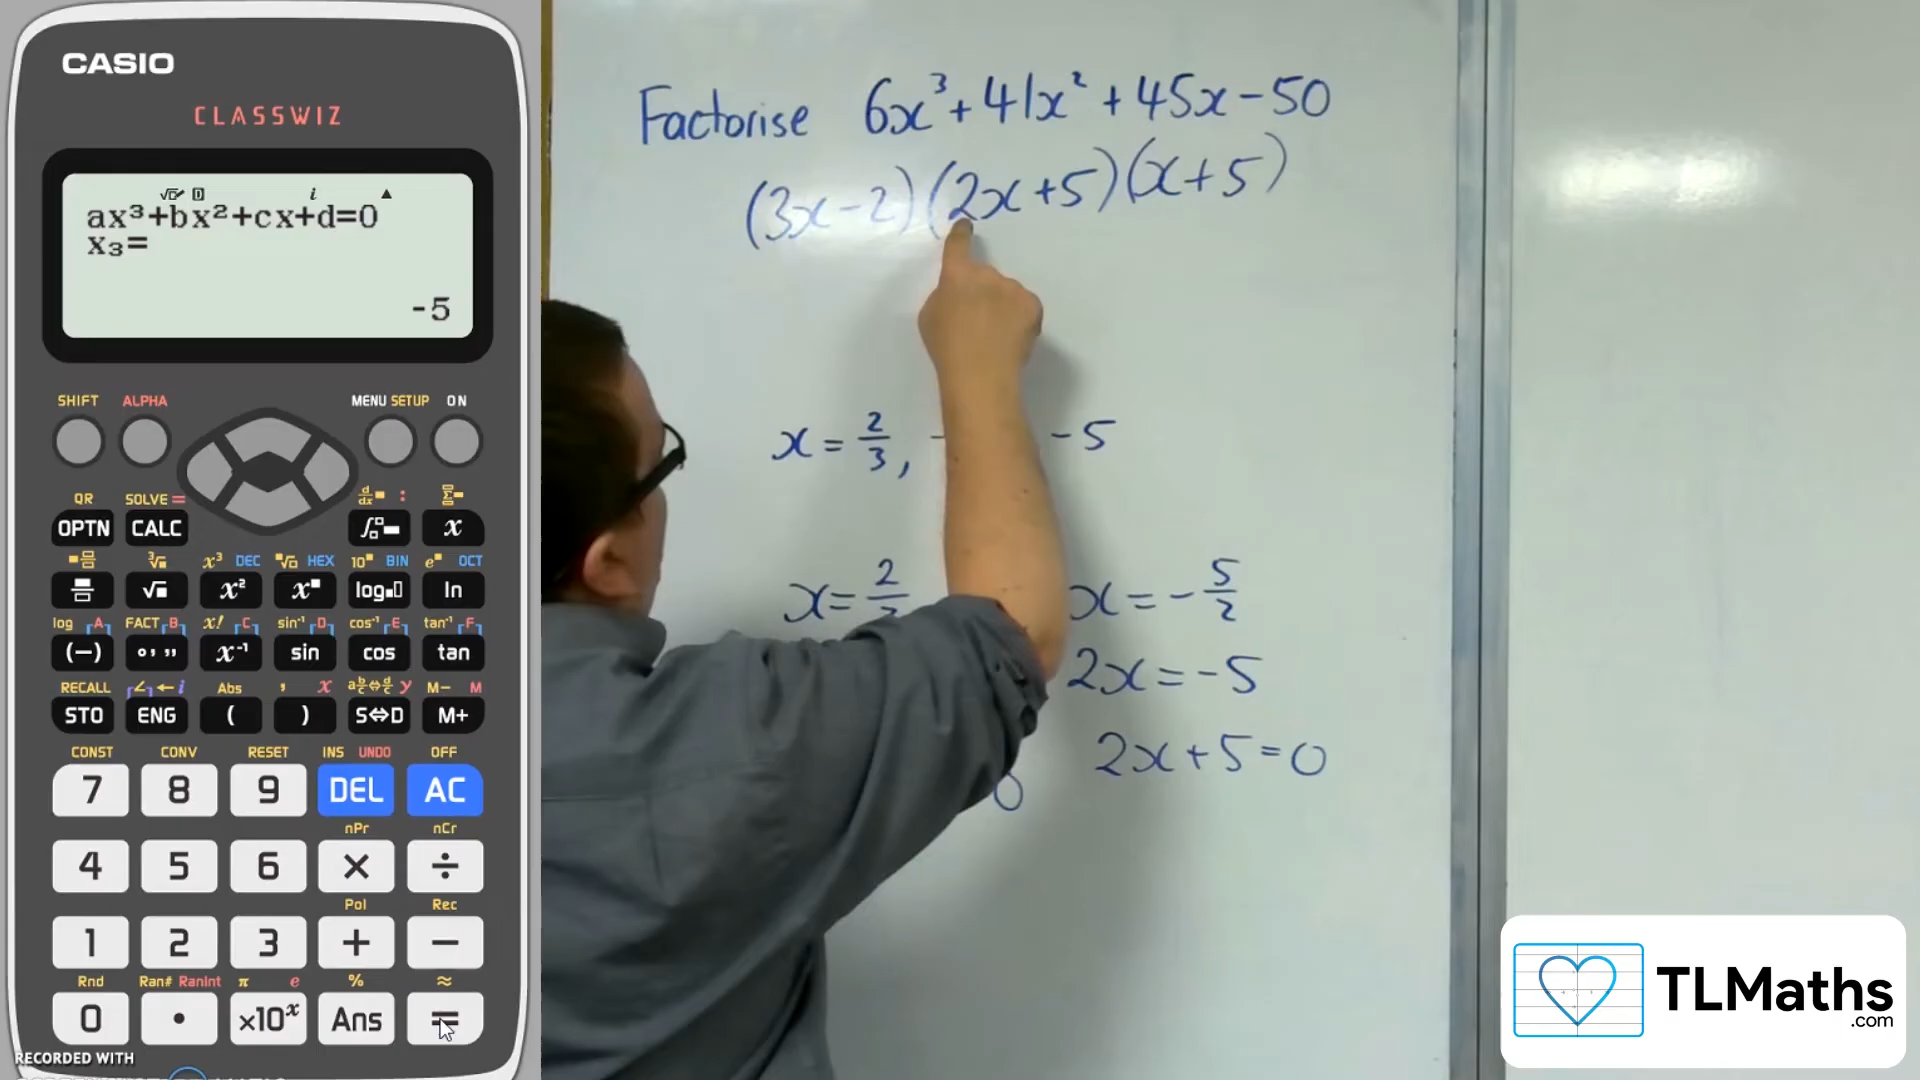 CASIO
CLASSWIZ
ax³+bx²+cx+d=0
x₃=
-5
SHIFT ALPHA MENU SETUP ON
QR SOLVE = d/dx : Σ
OPTN CALC ∫ x
³√ x³ DEC HEX 10 BIN e OCT
√ x² x log ln
log A FACT B x! C sin⁻¹ D cos⁻¹ E tan⁻¹ F
(−) ° ’ ” x⁻¹ sin cos tan
RECALL ∠ ← i Abs , x a b/c ⇔ d/c y M− M
STO ENG ( ) S⇔D M+
CONST CONV RESET INS UNDO OFF
7 8 9 DEL AC
nPr nCr
4 5 6 × ÷
Pol Rec
1 2 3 + −
Rnd Ran# RanInt π e % ≈
0 • ×10ˣ Ans =
RECORDED WITH
Factorise 6x³+41x²+45x-50
(3x-2)(2x+5)(x+5)
x = 2/3, - -5
x = 2/ x = -5/2
2x = -5
0 2x+5=0
TLMaths
.com